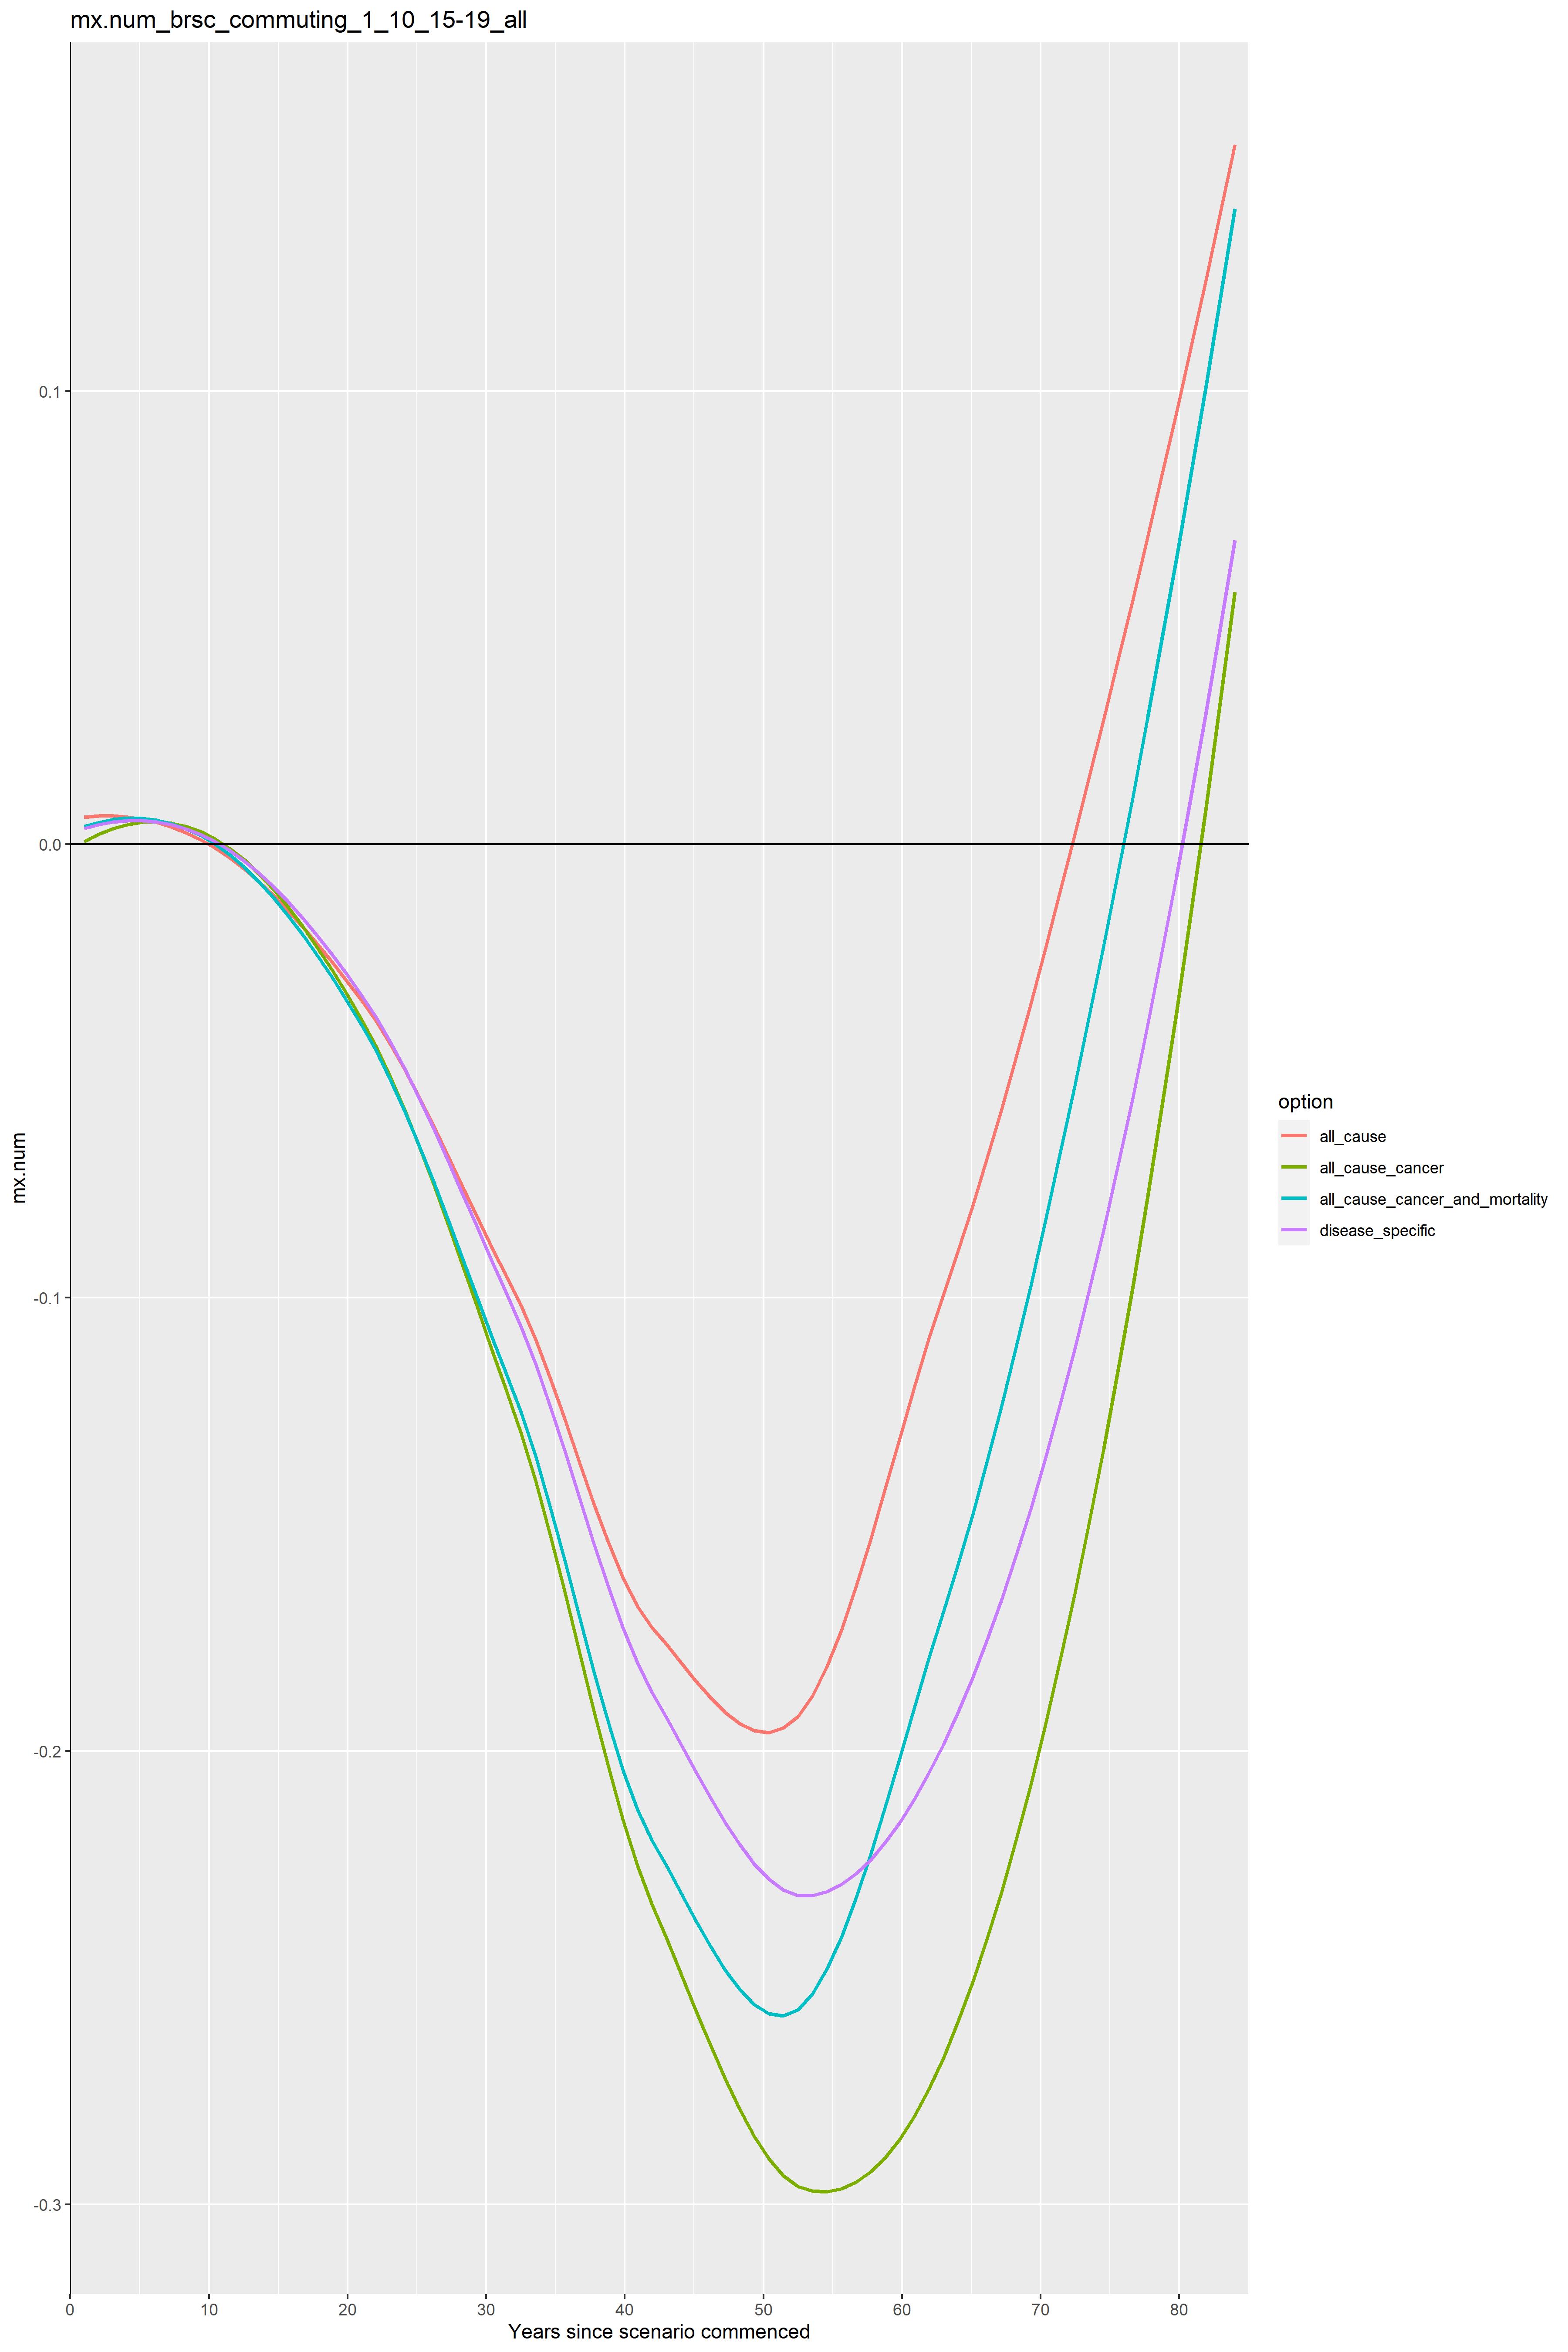 mx.num_brsc_commuting_1_10_15-19_all
0.1
0.0
-0.1
-0.2
-0.3
mx.num
0 10 20 30 40 50 60 70 80
Years since scenario commenced
option
all_cause
all_cause_cancer
all_cause_cancer_and_mortality
disease_specific